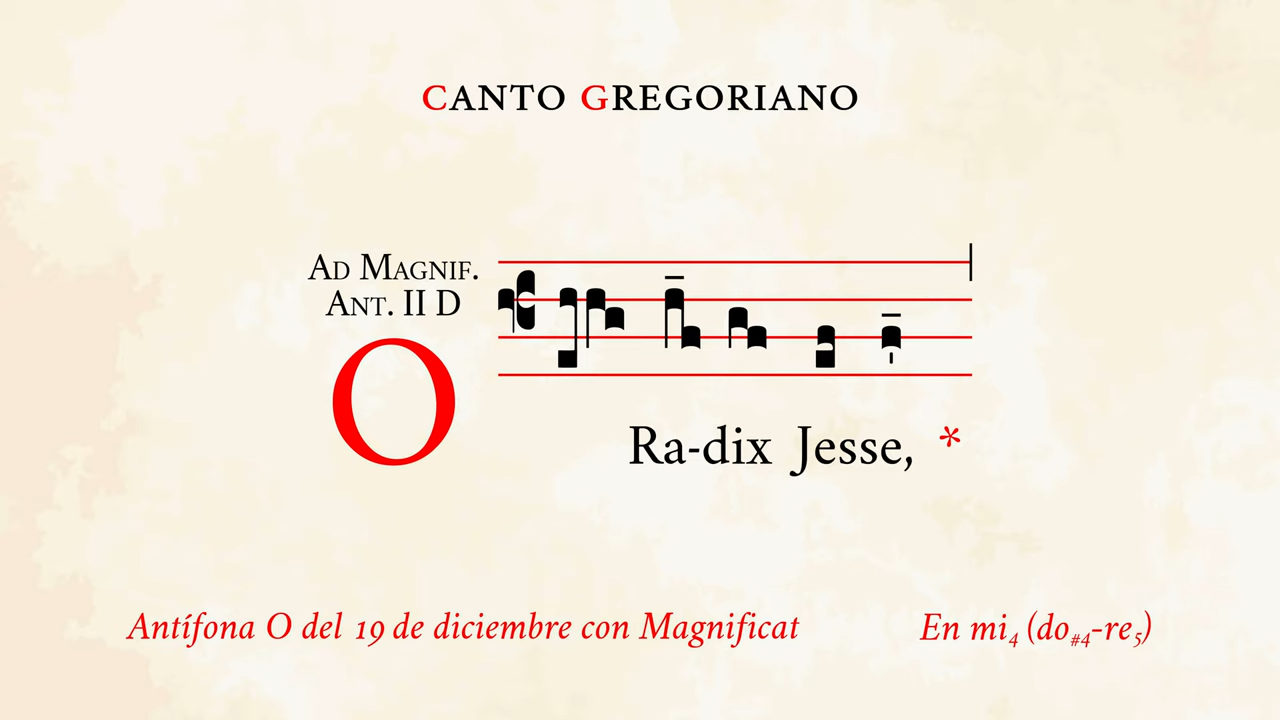 CANTO GREGORIANO
AD MAGNIF.
ANT. II D
O
Ra-dix Jesse, *
Antífona O del 19 de diciembre con Magnificat
En mi4 (do#4-re5)